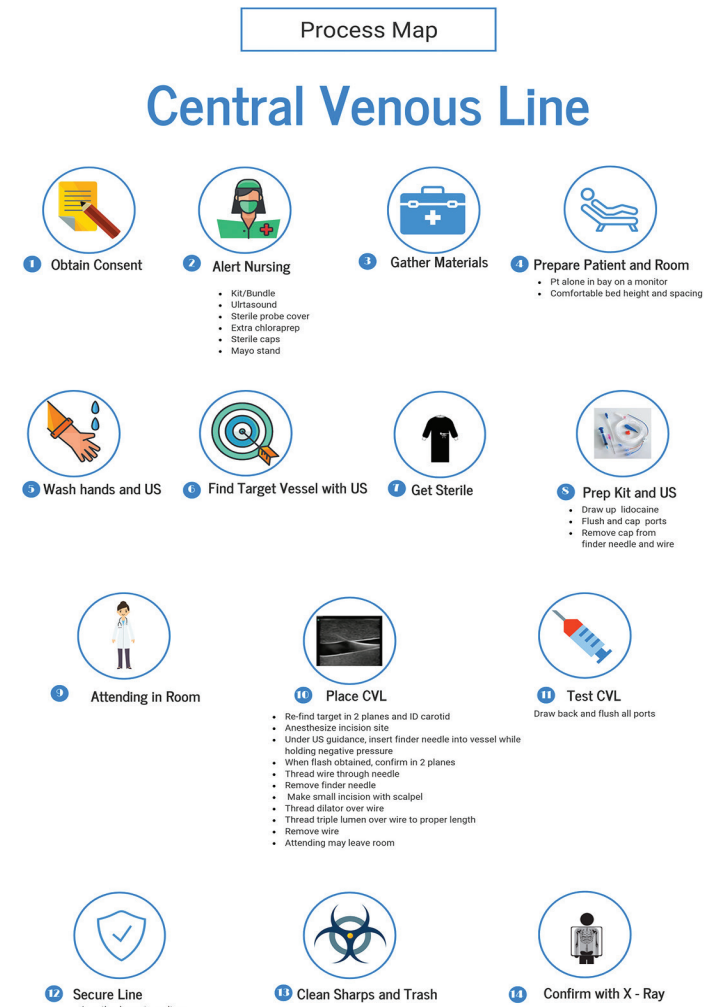 Process Map
Central Venous Line
1 Obtain Consent
2 Alert Nursing
• Kit/Bundle
• Ulrtasound
• Sterile probe cover
• Extra chloraprep
• Sterile caps
• Mayo stand
3 Gather Materials
4 Prepare Patient and Room
• Pt alone in bay on a monitor
• Comfortable bed height and spacing
5 Wash hands and US
6 Find Target Vessel with US
7 Get Sterile
8 Prep Kit and US
• Draw up lidocaine
• Flush and cap ports
• Remove cap from
finder needle and wire
9 Attending in Room
10 Place CVL
• Re-find target in 2 planes and ID carotid
• Anesthesize incision site
• Under US guidance, insert finder needle into vessel while
holding negative pressure
• When flash obtained, confirm in 2 planes
• Thread wire through needle
• Remove finder needle
• Make small incision with scalpel
• Thread dilator over wire
• Thread triple lumen over wire to proper length
• Remove wire
• Attending may leave room
11 Test CVL
Draw back and flush all ports
12 Secure Line
13 Clean Sharps and Trash
14 Confirm with X - Ray